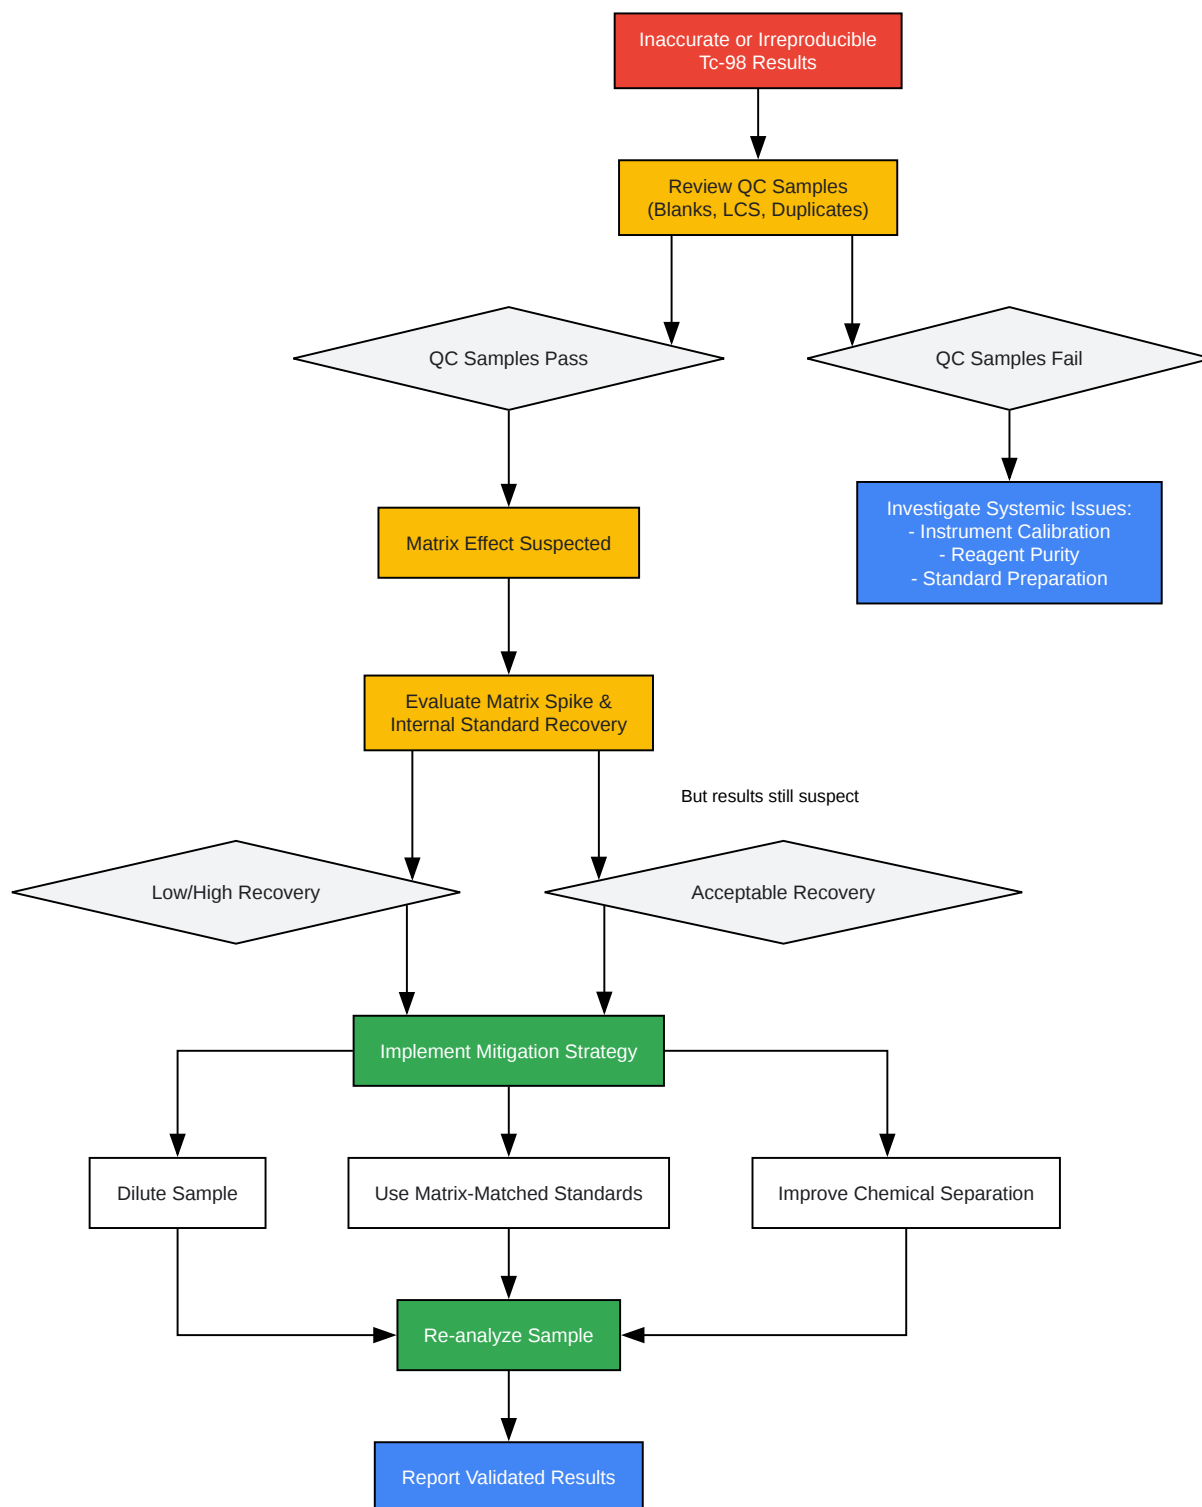 Inaccurate or Irreproducible
Tc-98 Results
Review QC Samples
(Blanks, LCS, Duplicates)
QC Samples Pass
QC Samples Fail
Investigate Systemic Issues:
- Instrument Calibration
- Reagent Purity
- Standard Preparation
Matrix Effect Suspected
Evaluate Matrix Spike &
Internal Standard Recovery
But results still suspect
Low/High Recovery
Acceptable Recovery
Implement Mitigation Strategy
Dilute Sample
Use Matrix-Matched Standards
Improve Chemical Separation
Re-analyze Sample
Report Validated Results